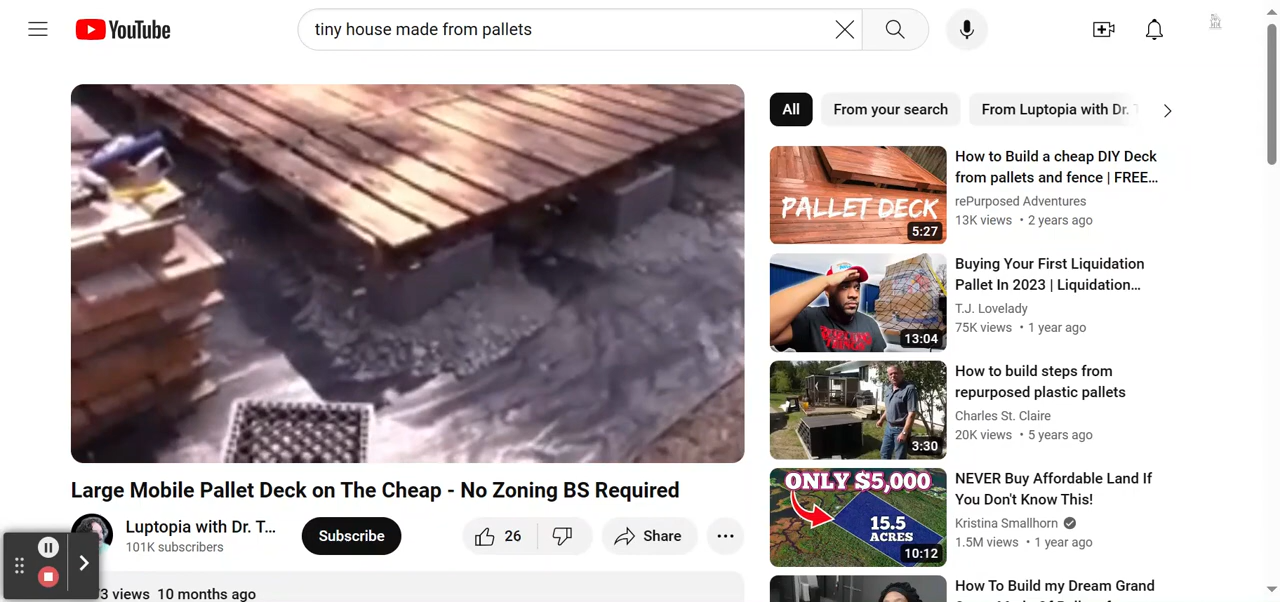 YouTube
tiny house made from pallets
All
From your search
From Luptopia with Dr.
PALLET DECK
5:27
How to Build a cheap DIY Deck
from pallets and fence | FREE...
rePurposed Adventures
13K views • 2 years ago
13:04
Buying Your First Liquidation
Pallet In 2023 | Liquidation...
T.J. Lovelady
75K views • 1 year ago
3:30
How to build steps from
repurposed plastic pallets
Charles St. Claire
20K views • 5 years ago
ONLY $5,000
15.5
ACRES
10:12
NEVER Buy Affordable Land If
You Don't Know This!
Kristina Smallhorn
1.5M views • 1 year ago
How To Build my Dream Grand
Large Mobile Pallet Deck on The Cheap - No Zoning BS Required
Luptopia with Dr. T...
101K subscribers
Subscribe
26
Share
3 views 10 months ago